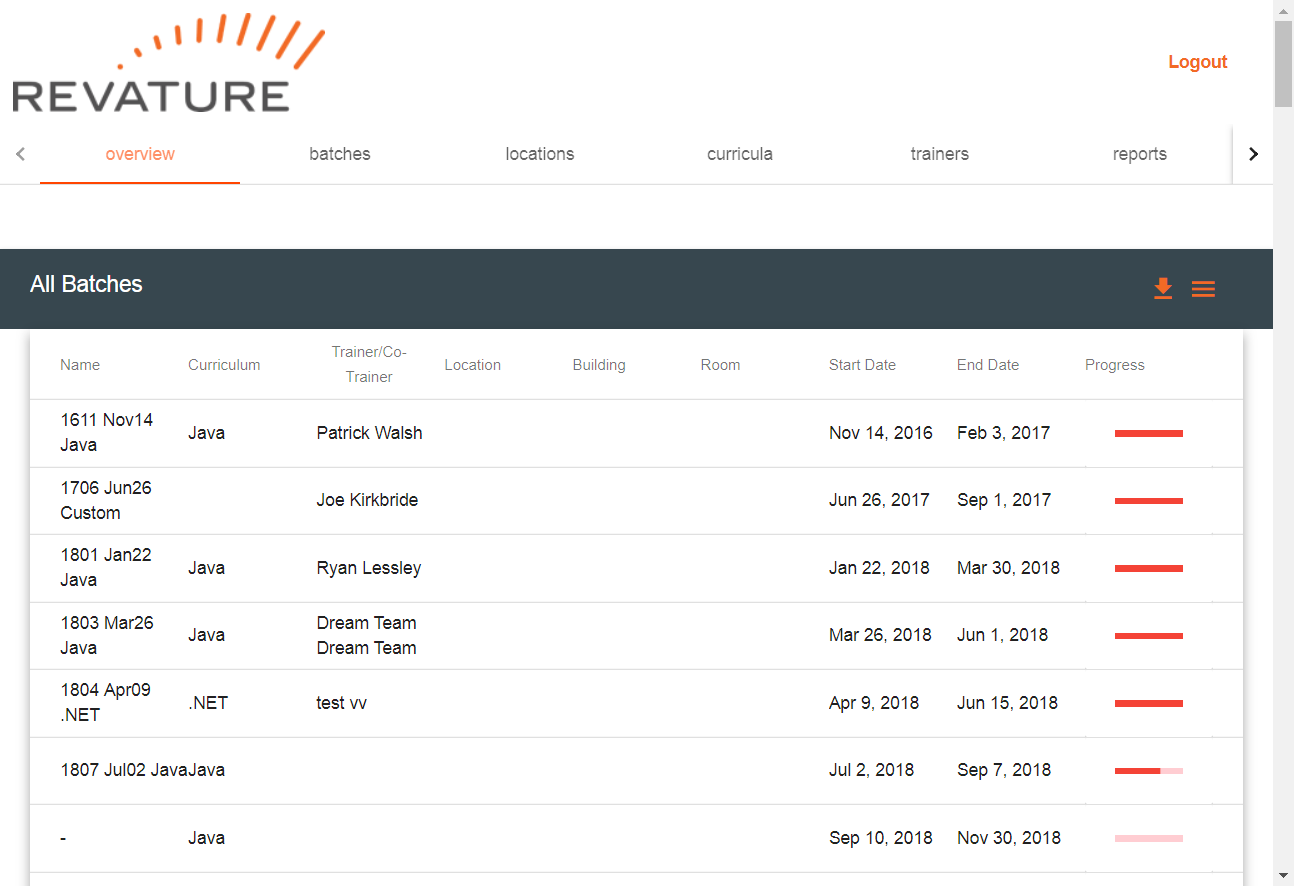 REVATURE
Logout
overview batches locations curricula trainers reports
All Batches
Name Curriculum Trainer/Co-
Trainer Location Building Room Start Date End Date Progress
1611 Nov14
Java Java Patrick Walsh Nov 14, 2016 Feb 3, 2017
1706 Jun26
Custom Joe Kirkbride Jun 26, 2017 Sep 1, 2017
1801 Jan22
Java Java Ryan Lessley Jan 22, 2018 Mar 30, 2018
1803 Mar26
Java Java Dream Team
Dream Team Mar 26, 2018 Jun 1, 2018
1804 Apr09
.NET .NET test vv Apr 9, 2018 Jun 15, 2018
1807 Jul02 Java Java Jul 2, 2018 Sep 7, 2018
- Java Sep 10, 2018 Nov 30, 2018